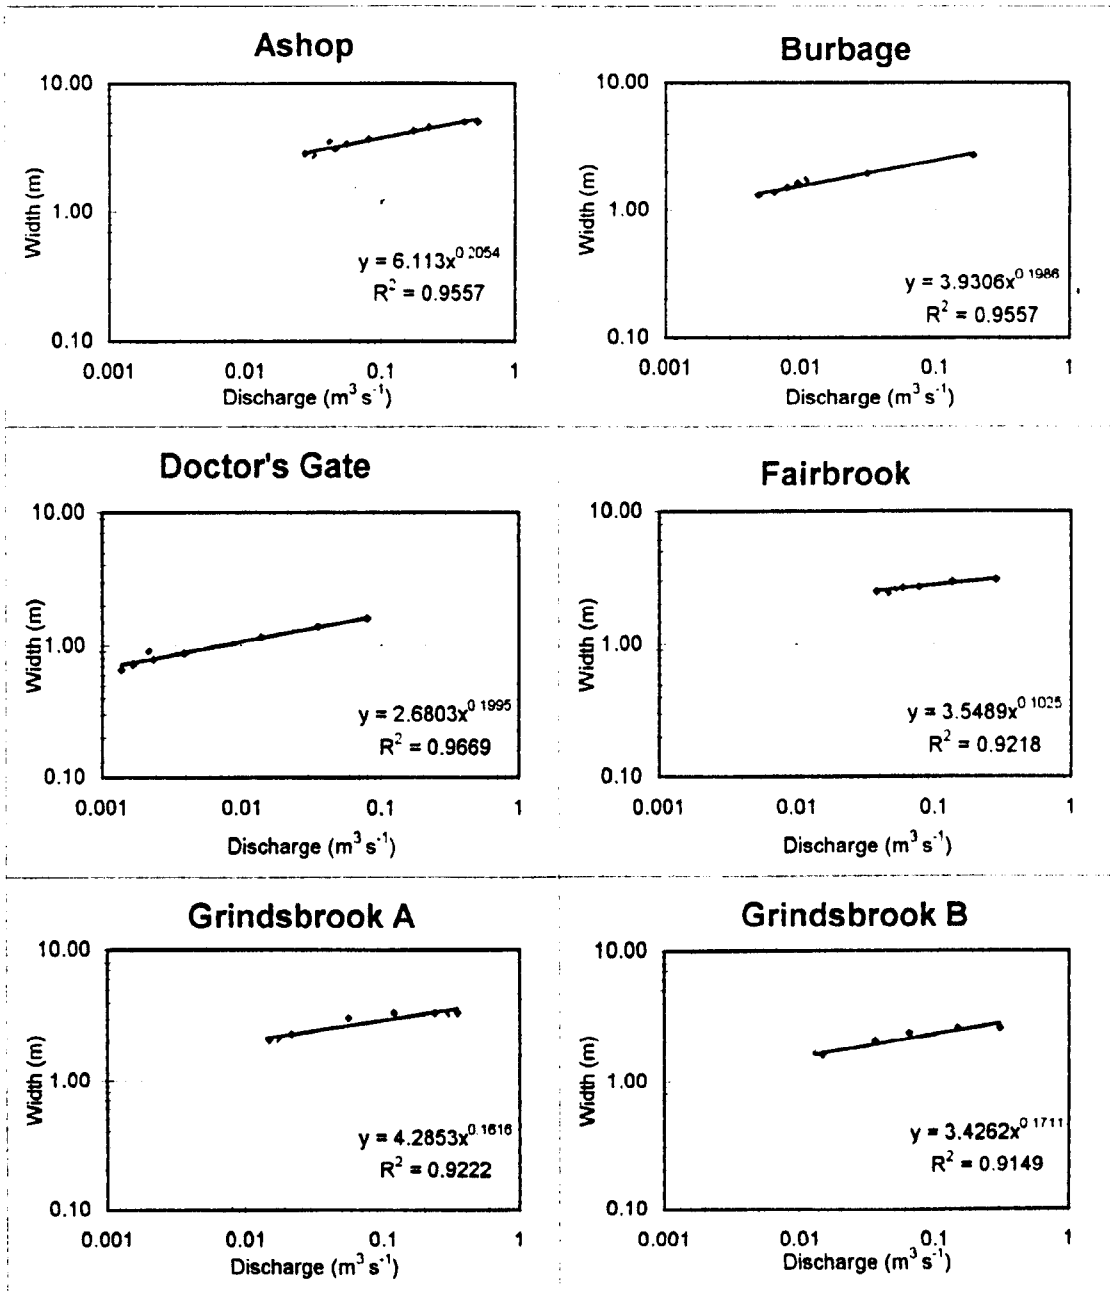 Ashop
10.00
1.00
0.10
Width (m)
y = 6.113x^0.2054
R² = 0.9557
0.001 0.01 0.1 1
Discharge (m³ s⁻¹)
Burbage
10.00
1.00
0.10
Width (m)
y = 3.9306x^0.1986
R² = 0.9557
0.001 0.01 0.1 1
Discharge (m³ s⁻¹)
Doctor's Gate
10.00
1.00
0.10
Width (m)
y = 2.6803x^0.1995
R² = 0.9669
0.001 0.01 0.1 1
Discharge (m³ s⁻¹)
Fairbrook
10.00
1.00
0.10
Width (m)
y = 3.5489x^0.1025
R² = 0.9218
0.001 0.01 0.1 1
Discharge (m³ s⁻¹)
Grindsbrook A
10.00
1.00
0.10
Width (m)
y = 4.2853x^0.1616
R² = 0.9222
0.001 0.01 0.1 1
Discharge (m³ s⁻¹)
Grindsbrook B
10.00
1.00
0.10
Width (m)
y = 3.4262x^0.1711
R² = 0.9149
0.001 0.01 0.1 1
Discharge (m³ s⁻¹)